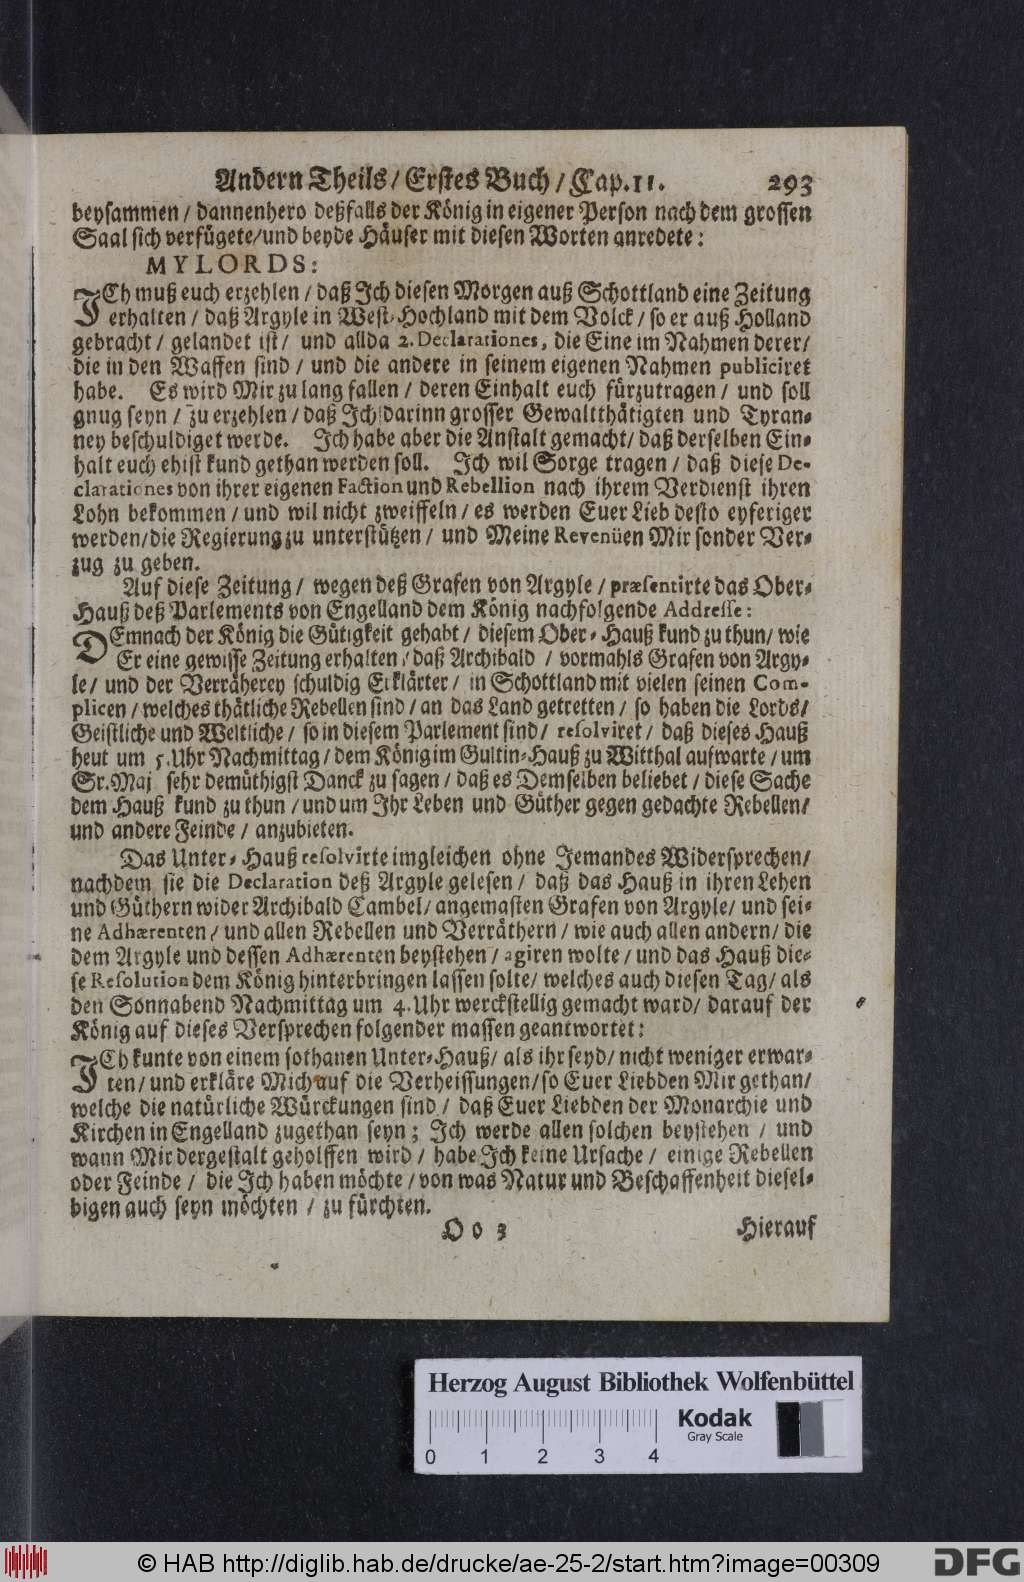 Andern Theils / Erstes Buch / Cap. 11. 293
beysammen / dannenhero deßfalls der König in eigener Person nach dem grossen
Saal sich verfügete / und beyde Häuser mit diesen Worten anredete:
MYLORDS:
ICh muß euch erzehlen / daß Ich diesen Morgen auß Schottland eine Zeitung
erhalten / daß Argyle in West-Hochland mit dem Volck / so er auß Holland
gebracht / gelandet ist / und allda 2. Declarationes, die Eine im Nahmen derer /
die in den Waffen sind / und die andere in seinem eigenen Nahmen publiciret
habe. Es wird Mir zu lang fallen / deren Einhalt euch fürzutragen / und soll
gnug seyn / zu erzehlen / daß Ich darinn grosser Gewaltthätigten und Tyran-
ney beschuldiget werde. Ich habe aber die Anstalt gemacht / daß derselben Ein-
halt euch ehist kund gethan werden soll. Ich wil Sorge tragen / daß diese De-
clarationes von ihrer eigenen Faction und Rebellion nach ihrem Verdienst ihren
Lohn bekommen / und wil nicht zweiffeln / es werden Euer Lieb desto eyferiger
werden / die Regierung zu unterstützen / und Meine Revenüen Mir sonder Ver-
zug zu geben.
Auf diese Zeitung / wegen deß Grafen von Argyle / præsentirte das Ober-
Hauß deß Parlements von Engelland dem König nachfolgende Addresse:
DEmnach der König die Gütigkeit gehabt / diesem Ober-Hauß kund zu thun / wie
Er eine gewisse Zeitung erhalten / daß Archibald / vormahls Grafen von Argy-
le / und der Verräherey schuldig Erklärter / in Schottland mit vielen seinen Com-
plicen / welches thätliche Rebellen sind / an das Land getretten / so haben die Lords /
Geistliche und Weltliche / so in diesem Parlement sind / resolviret / daß dieses Hauß
heut um 5. Uhr Nachmittag / dem König im Gultin-Hauß zu Witthal aufwarte / um
Sr. Maj sehr demüthigst Danck zu sagen / daß es Demselben beliebet / diese Sache
dem Hauß kund zu thun / und um Ihr Leben und Güther gegen gedachte Rebellen /
und andere Feinde / anzubieten.
Das Unter-Hauß resolvirte imgleichen ohne Jemandes Widersprechen /
nachdem sie die Declaration deß Argyle gelesen / daß das Hauß in ihren Lehen
und Güthern wider Archibald Cambel / angemasten Grafen von Argyle / und sei-
ne Adhærenten / und allen Rebellen und Verräthern / wie auch allen andern / die
dem Argyle und dessen Adhærenten beystehen / agiren wolte / und das Hauß die-
se Resolution dem König hinterbringen lassen solte / welches auch diesen Tag / als
den Sonnabend Nachmittag um 4. Uhr werckstellig gemacht ward / darauf der
König auf dieses Versprechen folgender massen geantwortet:
ICh kunte von einem sothanen Unter-Hauß / als ihr seyd / nicht weniger erwar-
ten / und erkläre Mich auf die Verheissungen / so Euer Liebden Mir gethan /
welche die natürliche Würckungen sind / daß Euer Liebden der Monarchie und
Kirchen in Engelland zugethan seyn; Ich werde allen solchen beystehen / und
wann Mir dergestalt geholffen wird / habe Ich keine Ursache / einige Rebellen
oder Feinde / die Ich haben möchte / von was Natur und Beschaffenheit diesel-
bigen auch seyn möchten / zu fürchten.
Oo 3 Hierauf
Herzog August Bibliothek Wolfenbüttel
Kodak
Gray Scale
0 1 2 3 4
© HAB http://diglib.hab.de/drucke/ae-25-2/start.htm?image=00309
DFG